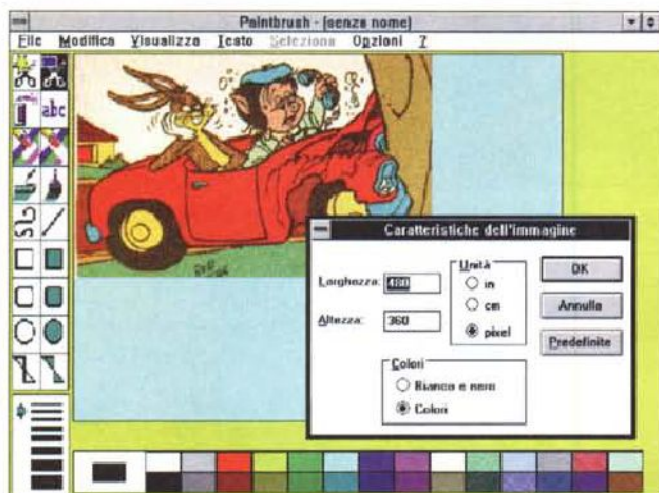 Paintbrush - (senza nome)
File Modifica Visualizza Testo Seleziona Opzioni ?
abc
Caratteristiche dell'immagine
Larghezza: 480
Altezza: 360
Unità
in
cm
pixel
OK
Annulla
Predefinite
Colori
Bianco e nero
Colori